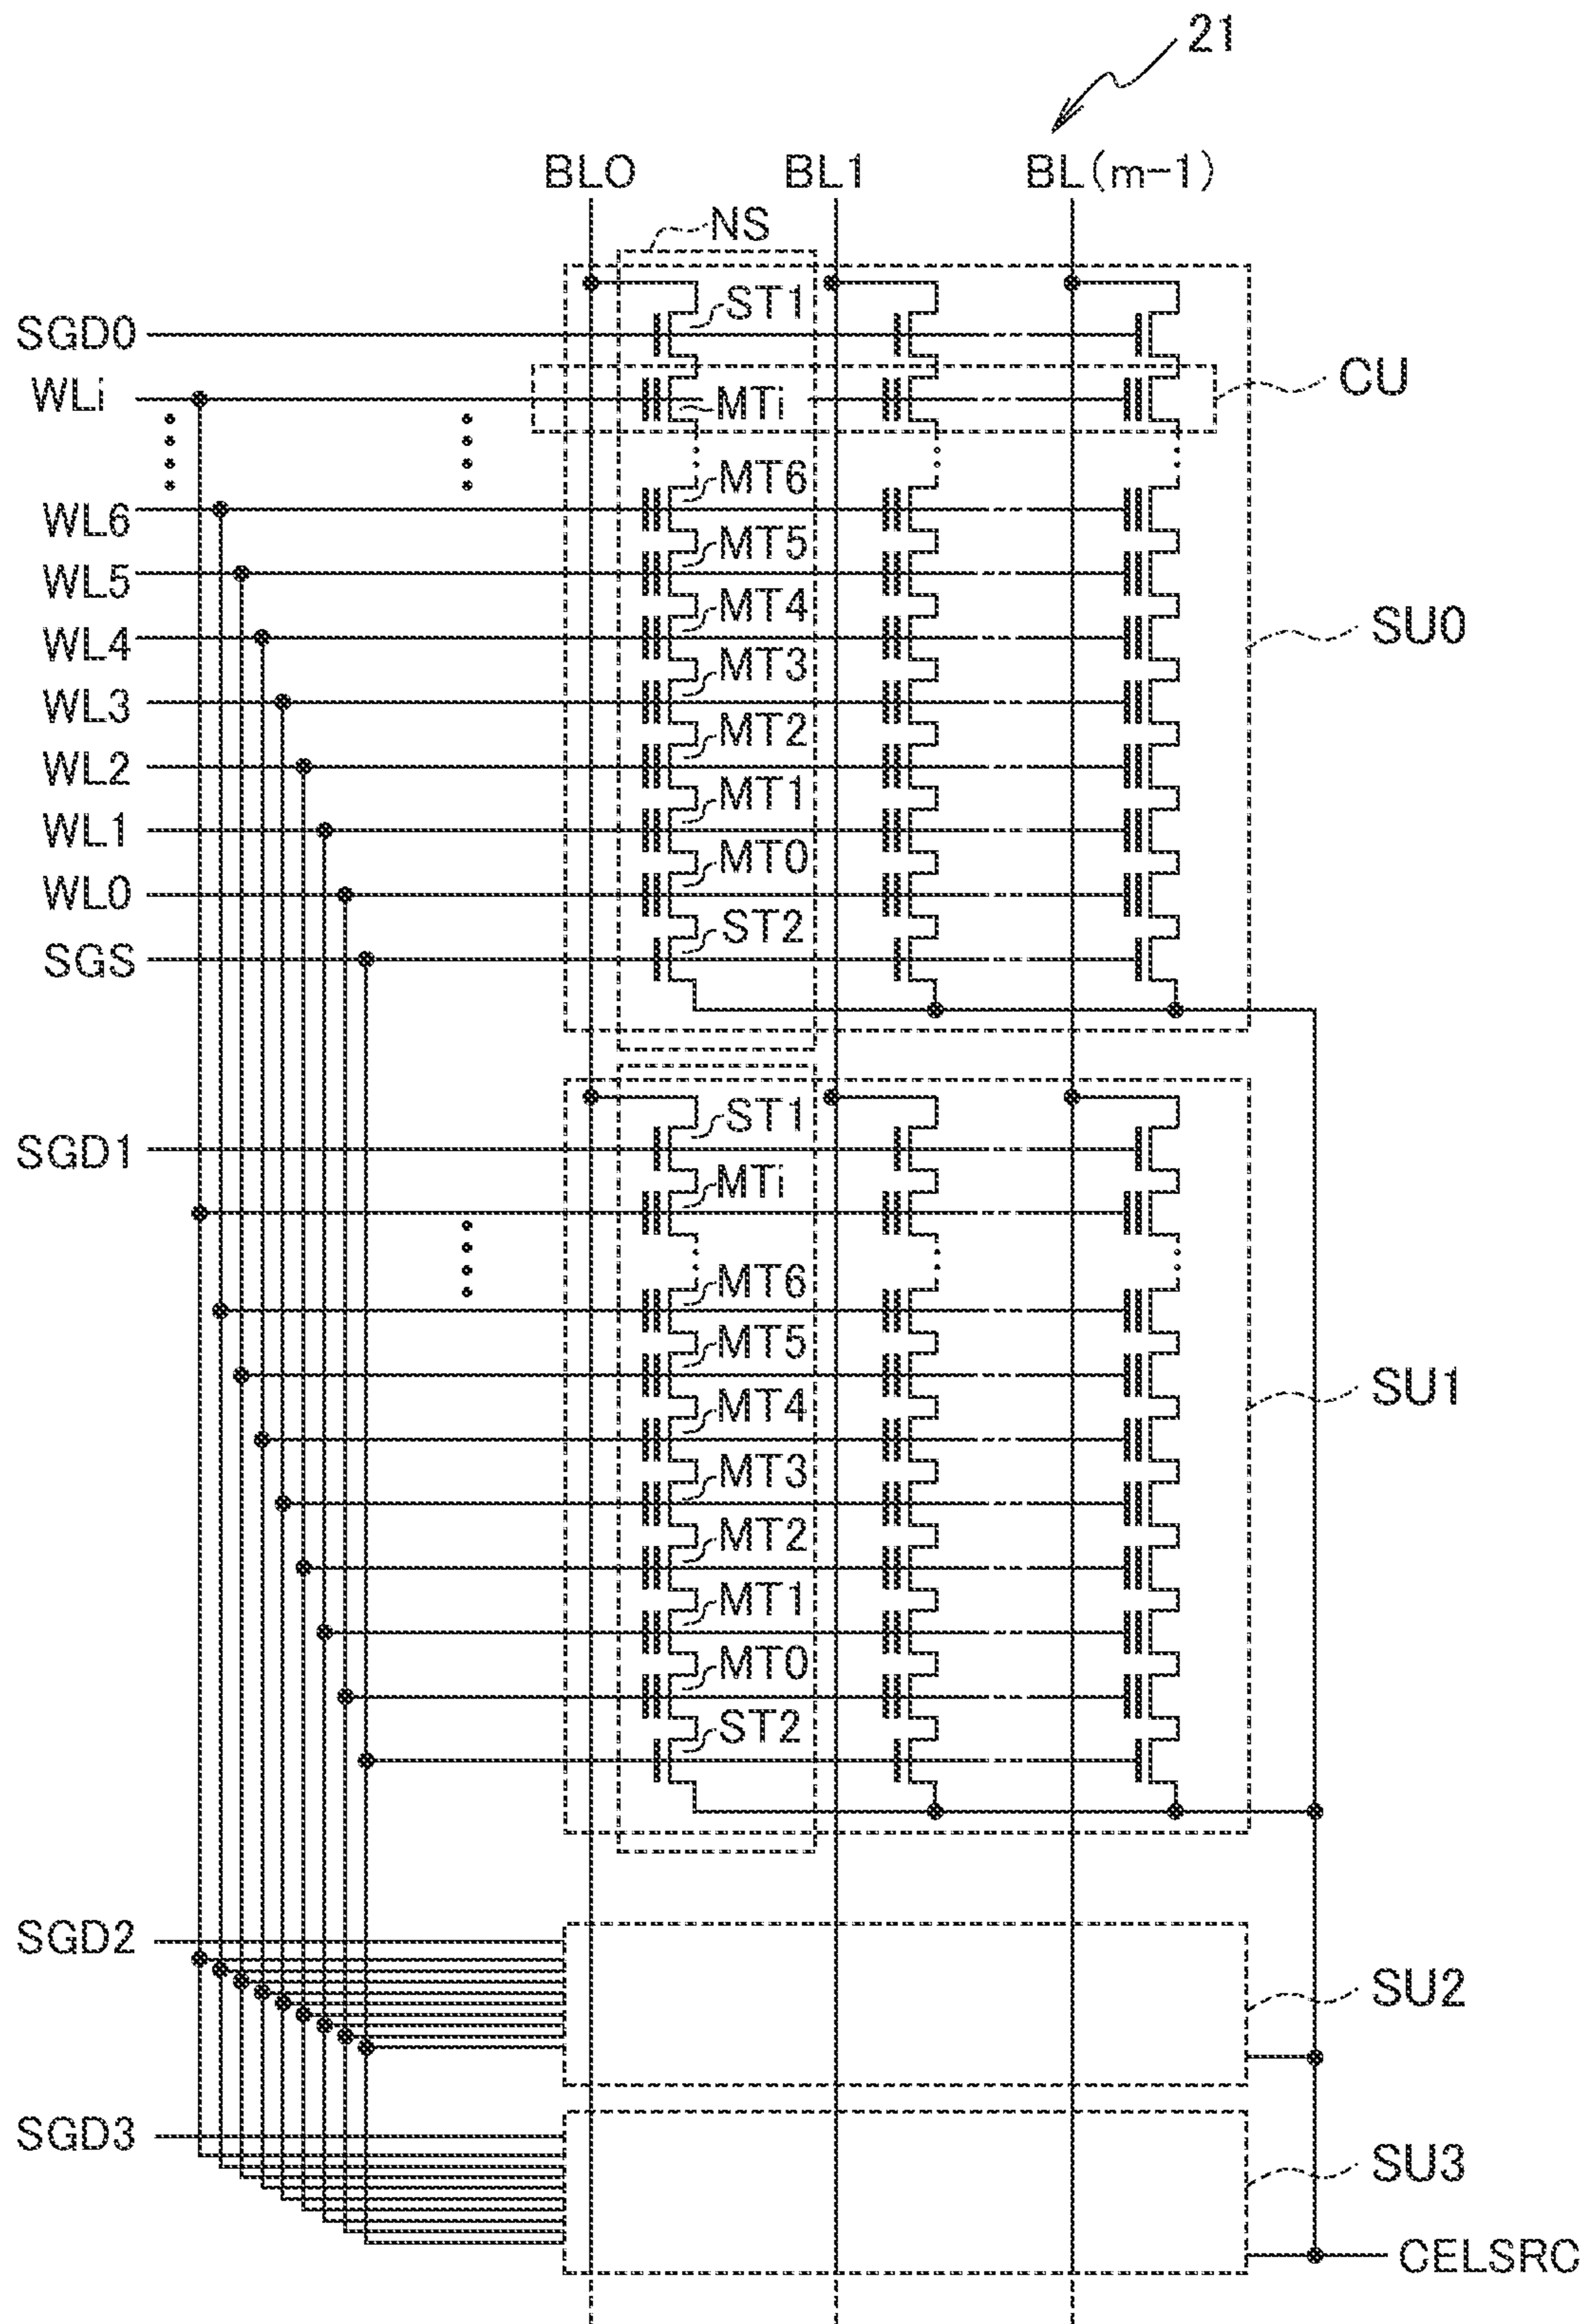 21
BL0 BL1 BL(m-1)
NS
SGD0 ST1
WLi MTi CU
WL6 MT6
WL5 MT5
WL4 MT4 SU0
WL3 MT3
WL2 MT2
WL1 MT1
WL0 MT0
SGS ST2
SGD1 ST1
MTi
MT6
MT5
MT4 SU1
MT3
MT2
MT1
MT0
ST2
SGD2
SU2
SGD3
SU3
CELSRC